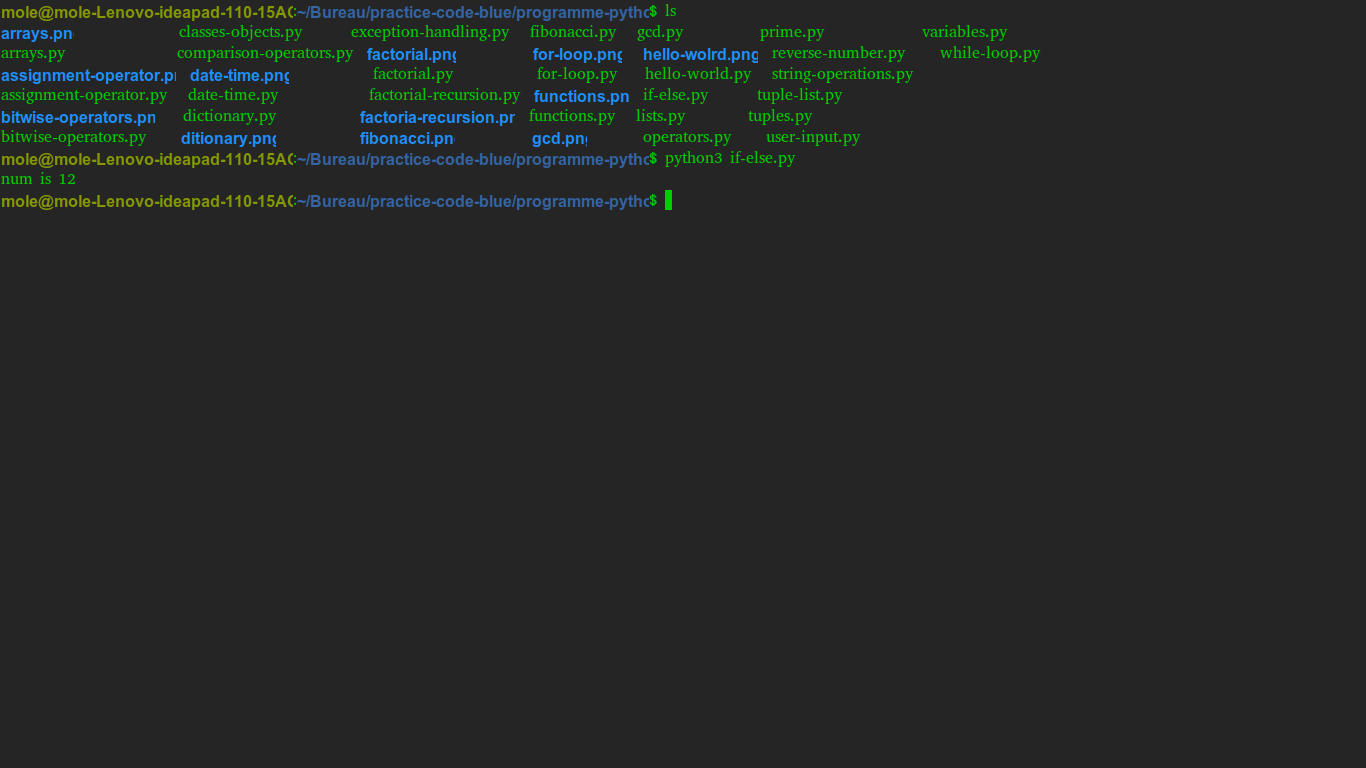 mole@mole-Lenovo-ideapad-110-15AC:~/Bureau/practice-code-blue/programme-pytho$ ls
arrays.pn classes-objects.py exception-handling.py fibonacci.py gcd.py prime.py variables.py
arrays.py comparison-operators.py factorial.png for-loop.png hello-wolrd.png reverse-number.py while-loop.py
assignment-operator.pn date-time.png factorial.py for-loop.py hello-world.py string-operations.py
assignment-operator.py date-time.py factorial-recursion.py functions.pn if-else.py tuple-list.py
bitwise-operators.pn dictionary.py factoria-recursion.pr functions.py lists.py tuples.py
bitwise-operators.py ditionary.png fibonacci.pn gcd.png operators.py user-input.py
mole@mole-Lenovo-ideapad-110-15AC:~/Bureau/practice-code-blue/programme-pytho$ python3 if-else.py
num is 12
mole@mole-Lenovo-ideapad-110-15AC:~/Bureau/practice-code-blue/programme-pytho$